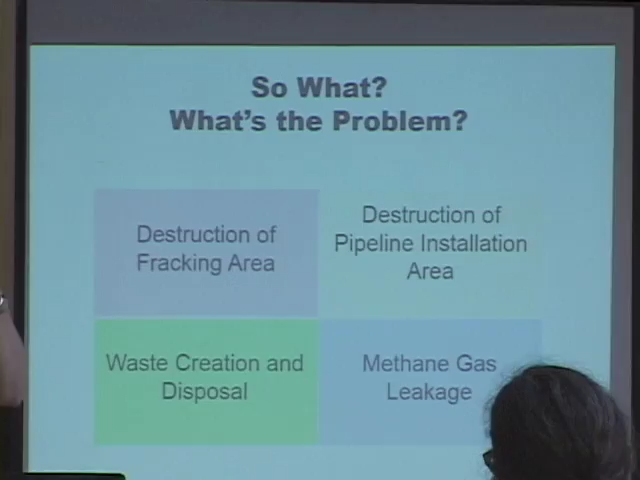 So What?
What's the Problem?
Destruction of
Fracking Area
Destruction of
Pipeline Installation
Area
Waste Creation and
Disposal
Methane Gas
Leakage